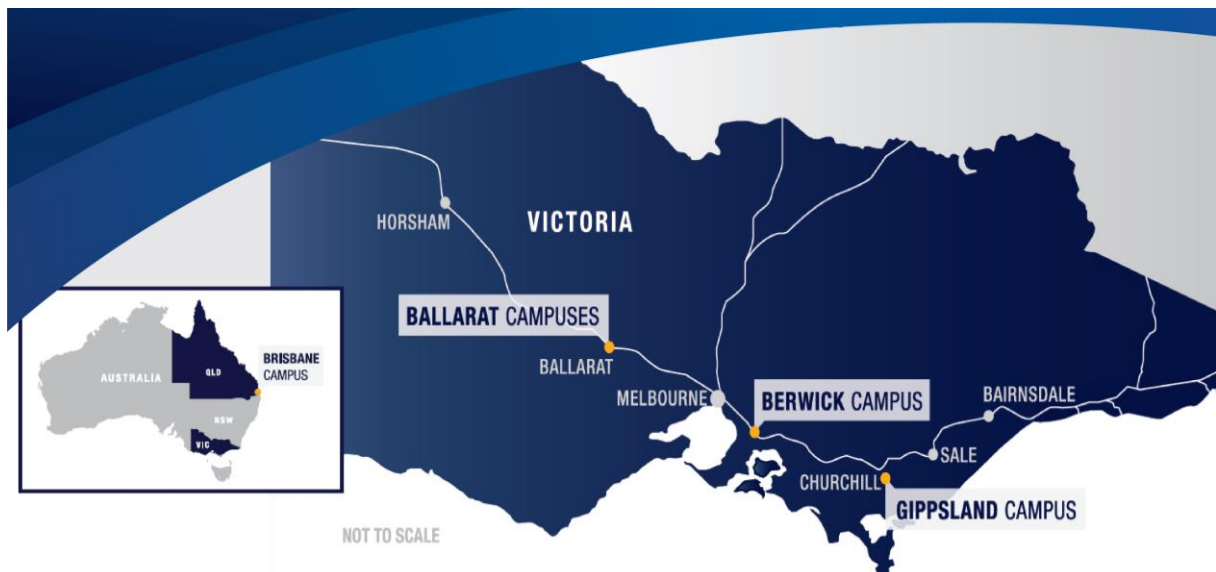 HORSHAM
VICTORIA
BALLARAT CAMPUSES
BALLARAT
MELBOURNE
BERWICK CAMPUS
BAIRNSDALE
SALE
CHURCHILL
GIPPSLAND CAMPUS
NOT TO SCALE
AUSTRALIA
QLD
NSW
VIC
BRISBANE
CAMPUS